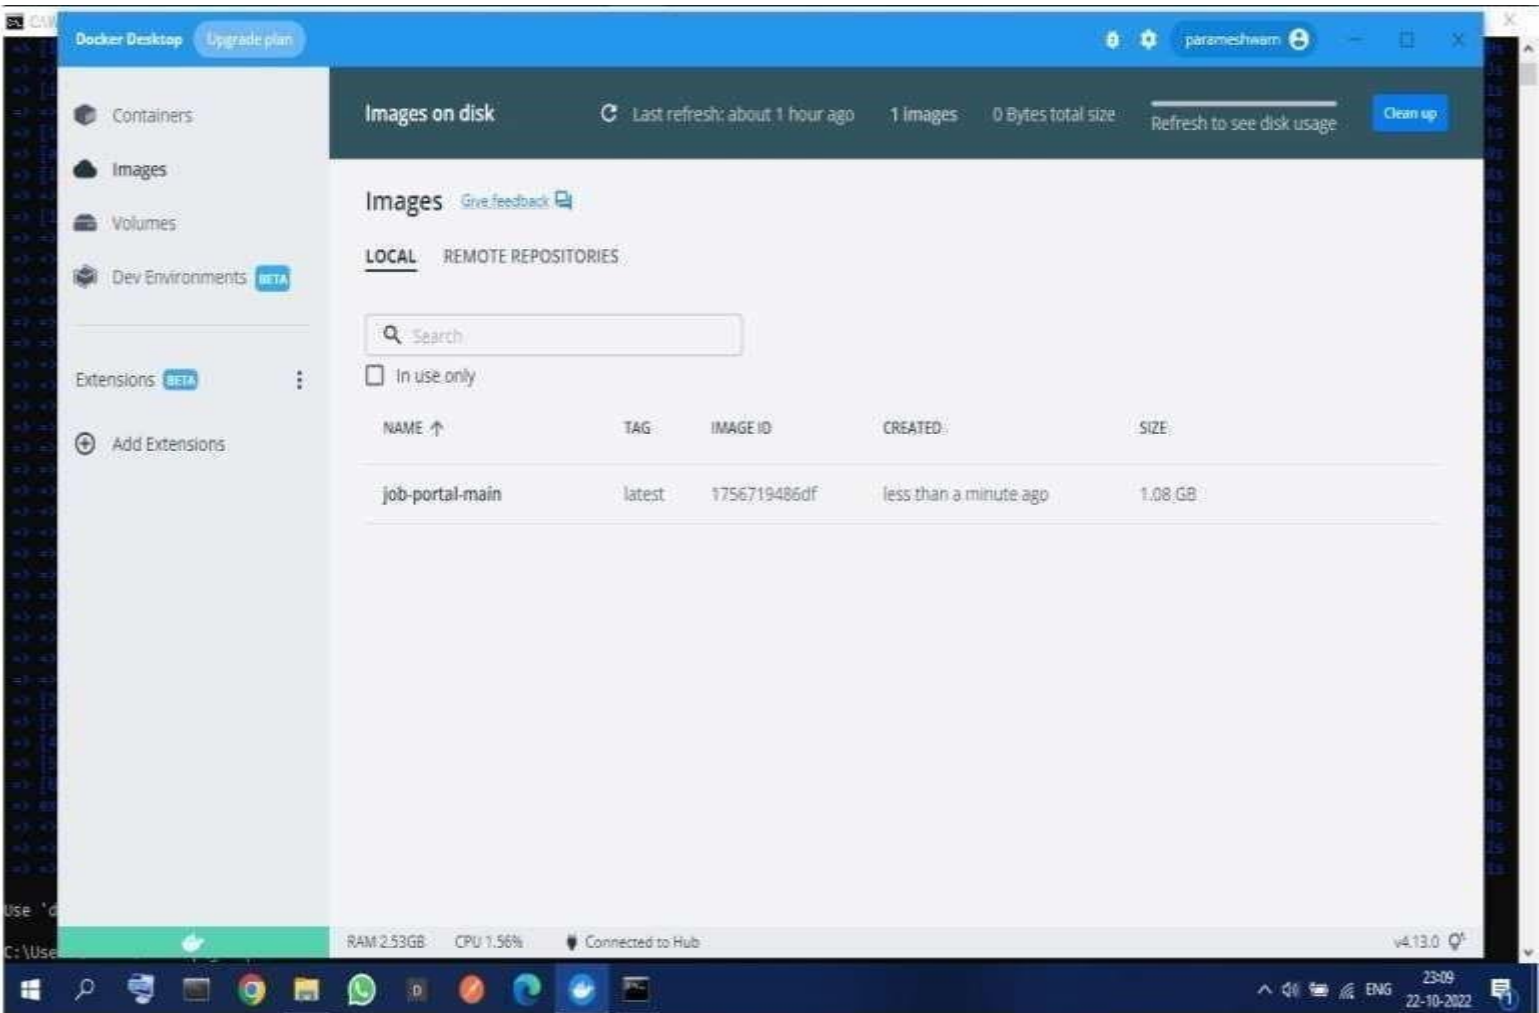 Docker Desktop Upgrade plan
Containers
Images
Volumes
Dev Environments BETA
Extensions BETA
Add Extensions
Images on disk Last refresh: about 1 hour ago 1 images 0 Bytes total size Refresh to see disk usage Clean up
Images Give feedback
LOCAL REMOTE REPOSITORIES
Search
In use only
NAME TAG IMAGE ID CREATED SIZE
job-portal-main latest 1756719486df less than a minute ago 1.08 GB
Use 'd
C:\Use
RAM 2.53GB CPU 1.56% Connected to Hub v4.13.0
ENG 23:09
22-10-2022